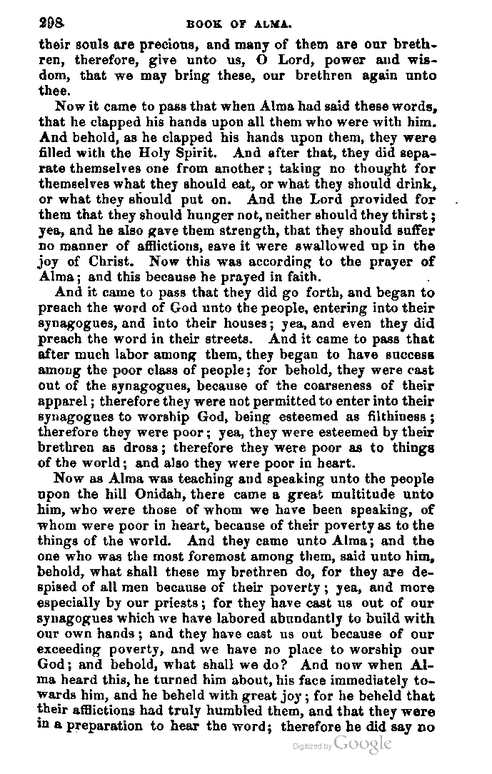 298 BOOK OF ALMA.
their souls are precious, and many of them are our breth-
ren, therefore, give unto us, O Lord, power and wis-
dom, that we may bring these, our brethren again unto
thee.
Now it came to pass that when Alma had said these words,
that he clapped his hands upon all them who were with him.
And behold, as he clapped his hands upon them, they were
filled with the Holy Spirit. And after that, they did sepa-
rate themselves one from another; taking no thought for
themselves what they should eat, or what they should drink,
or what they should put on. And the Lord provided for
them that they should hunger not, neither should they thirst;
yea, and he also gave them strength, that they should suffer
no manner of afflictions, save it were swallowed up in the
joy of Christ. Now this was according to the prayer of
Alma; and this because he prayed in faith.
And it came to pass that they did go forth, and began to
preach the word of God unto the people, entering into their
synagogues, and into their houses; yea, and even they did
preach the word in their streets. And it came to pass that
after much labor among them, they began to have success
among the poor class of people; for behold, they were cast
out of the synagogues, because of the coarseness of their
apparel; therefore they were not permitted to enter into their
synagogues to worship God, being esteemed as filthiness;
therefore they were poor; yea, they were esteemed by their
brethren as dross; therefore they were poor as to things
of the world; and also they were poor in heart.
Now as Alma was teaching and speaking unto the people
upon the hill Onidah, there came a great multitude unto
him, who were those of whom we have been speaking, of
whom were poor in heart, because of their poverty as to the
things of the world. And they came unto Alma; and the
one who was the most foremost among them, said unto him,
behold, what shall these my brethren do, for they are de-
spised of all men because of their poverty; yea, and more
especially by our priests; for they have cast us out of our
synagogues which we have labored abundantly to build with
our own hands; and they have cast us out because of our
exceeding poverty, and we have no place to worship our
God; and behold, what shall we do? And now when Al-
ma heard this, he turned him about, his face immediately to-
wards him, and he beheld with great joy; for he beheld that
their afflictions had truly humbled them, and that they were
in a preparation to hear the word; therefore he did say no
Digitized by Google